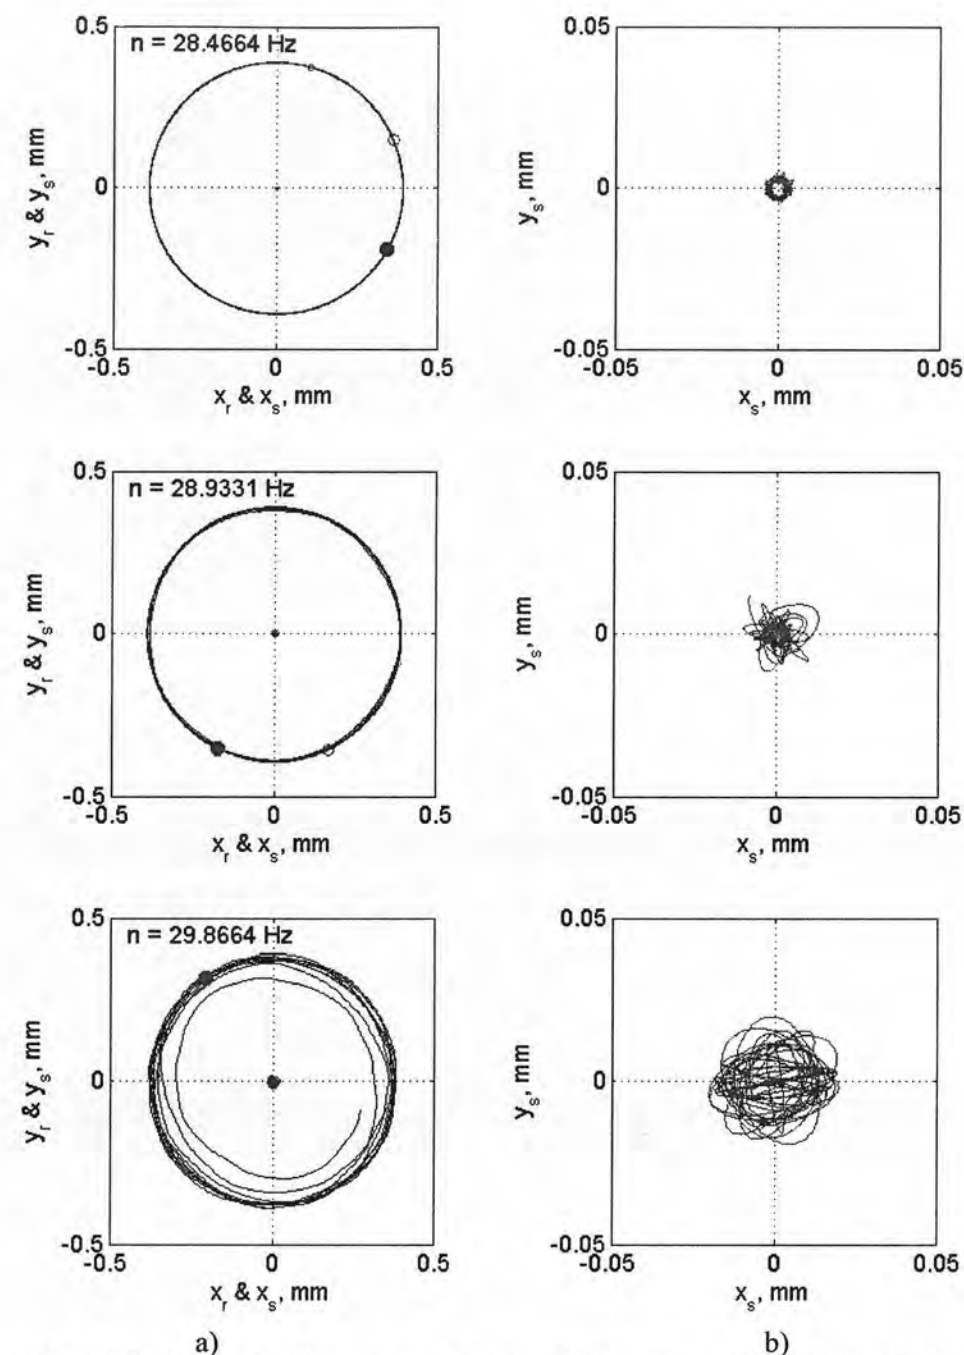 0.5
n = 28.4664 Hz
y_r & y_s, mm
0
-0.5
-0.5
0
0.5
x_r & x_s, mm
0.05
y_s, mm
0
-0.05
-0.05
0
0.05
x_s, mm
0.5
n = 28.9331 Hz
y_r & y_s, mm
0
-0.5
-0.5
0
0.5
x_r & x_s, mm
0.05
y_s, mm
0
-0.05
-0.05
0
0.05
x_s, mm
0.5
n = 29.8664 Hz
y_r & y_s, mm
0
-0.5
-0.5
0
0.5
x_r & x_s, mm
a)
0.05
y_s, mm
0
-0.05
-0.05
0
0.05
x_s, mm
b)